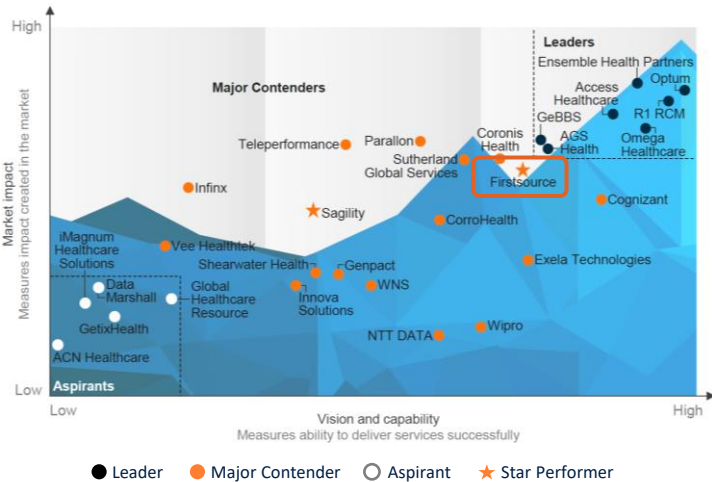 High
Leaders
Ensemble Health Partners
Optum
Access
Healthcare
R1 RCM
GeBBS
AGS
Health
Omega
Healthcare
Major Contenders
Teleperformance
Parallon
Coronis
Health
Sutherland
Global Services
Firstsource
Infinx
Sagility
Cognizant
CorroHealth
Vee Healthtek
Exela Technologies
iMagnum
Healthcare
Solutions
Shearwater Health
Genpact
Data
Marshall
Global
Healthcare
Resource
Innova
Solutions
WNS
GetixHealth
NTT DATA
Wipro
ACN Healthcare
Aspirants
Market impact
Measures impact created in the market
Low
Low
High
Vision and capability
Measures ability to deliver services successfully
Leader
Major Contender
Aspirant
Star Performer